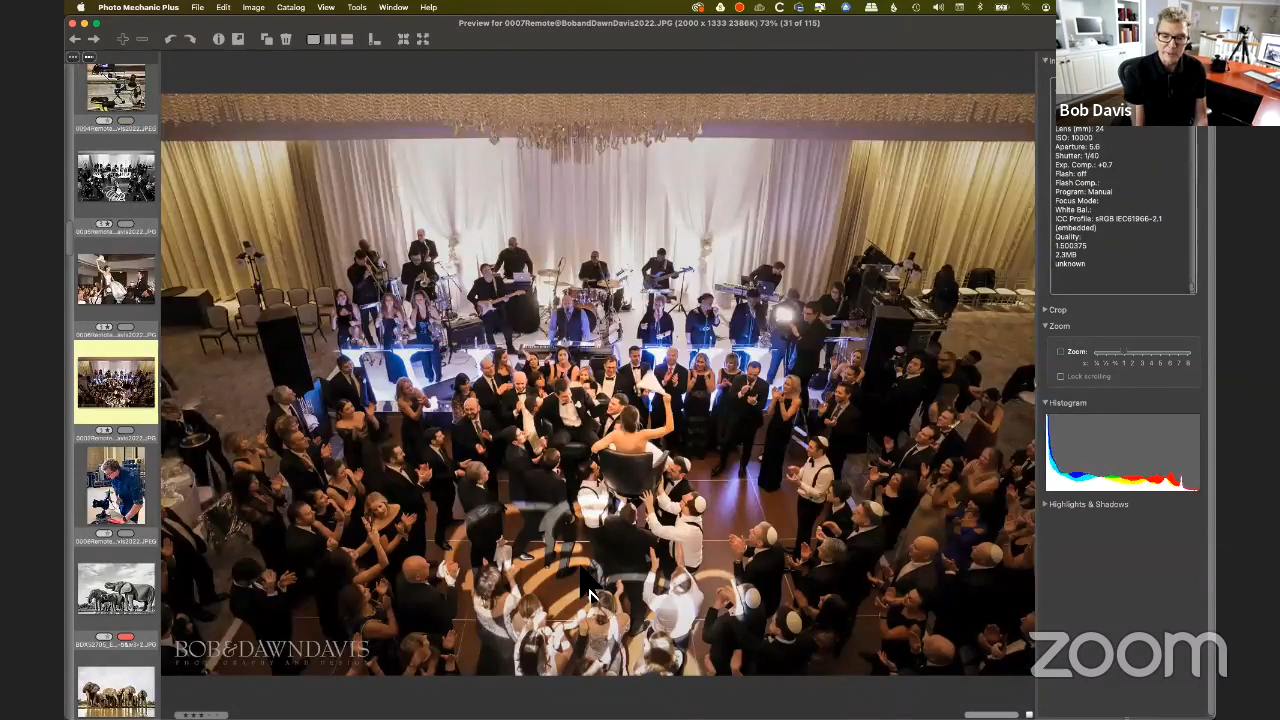 Photo Mechanic Plus File Edit Image Catalog View Tools Window Help
Preview for 0007Remote@BobandDawnDavis2022.JPG (2000 x 1333 2386K) 73% (31 of 115)
Bob Davis
Lens (mm): 24
ISO: 10000
Aperture: 5.6
Shutter: 1/40
Exp. Comp.: +0.7
Flash: off
Flash Comp.:
Program: Manual
Focus Mode:
White Bal.:
ICC Profile: sRGB IEC61966-2.1
(embedded)
Quality:
1.500375
2.3MB
unknown
Crop
Zoom
Zoom:
Lock scrolling
Histogram
Highlights & Shadows
BOB&DAWNDAVIS
PHOTOGRAPHY AND DESIGN
zoom